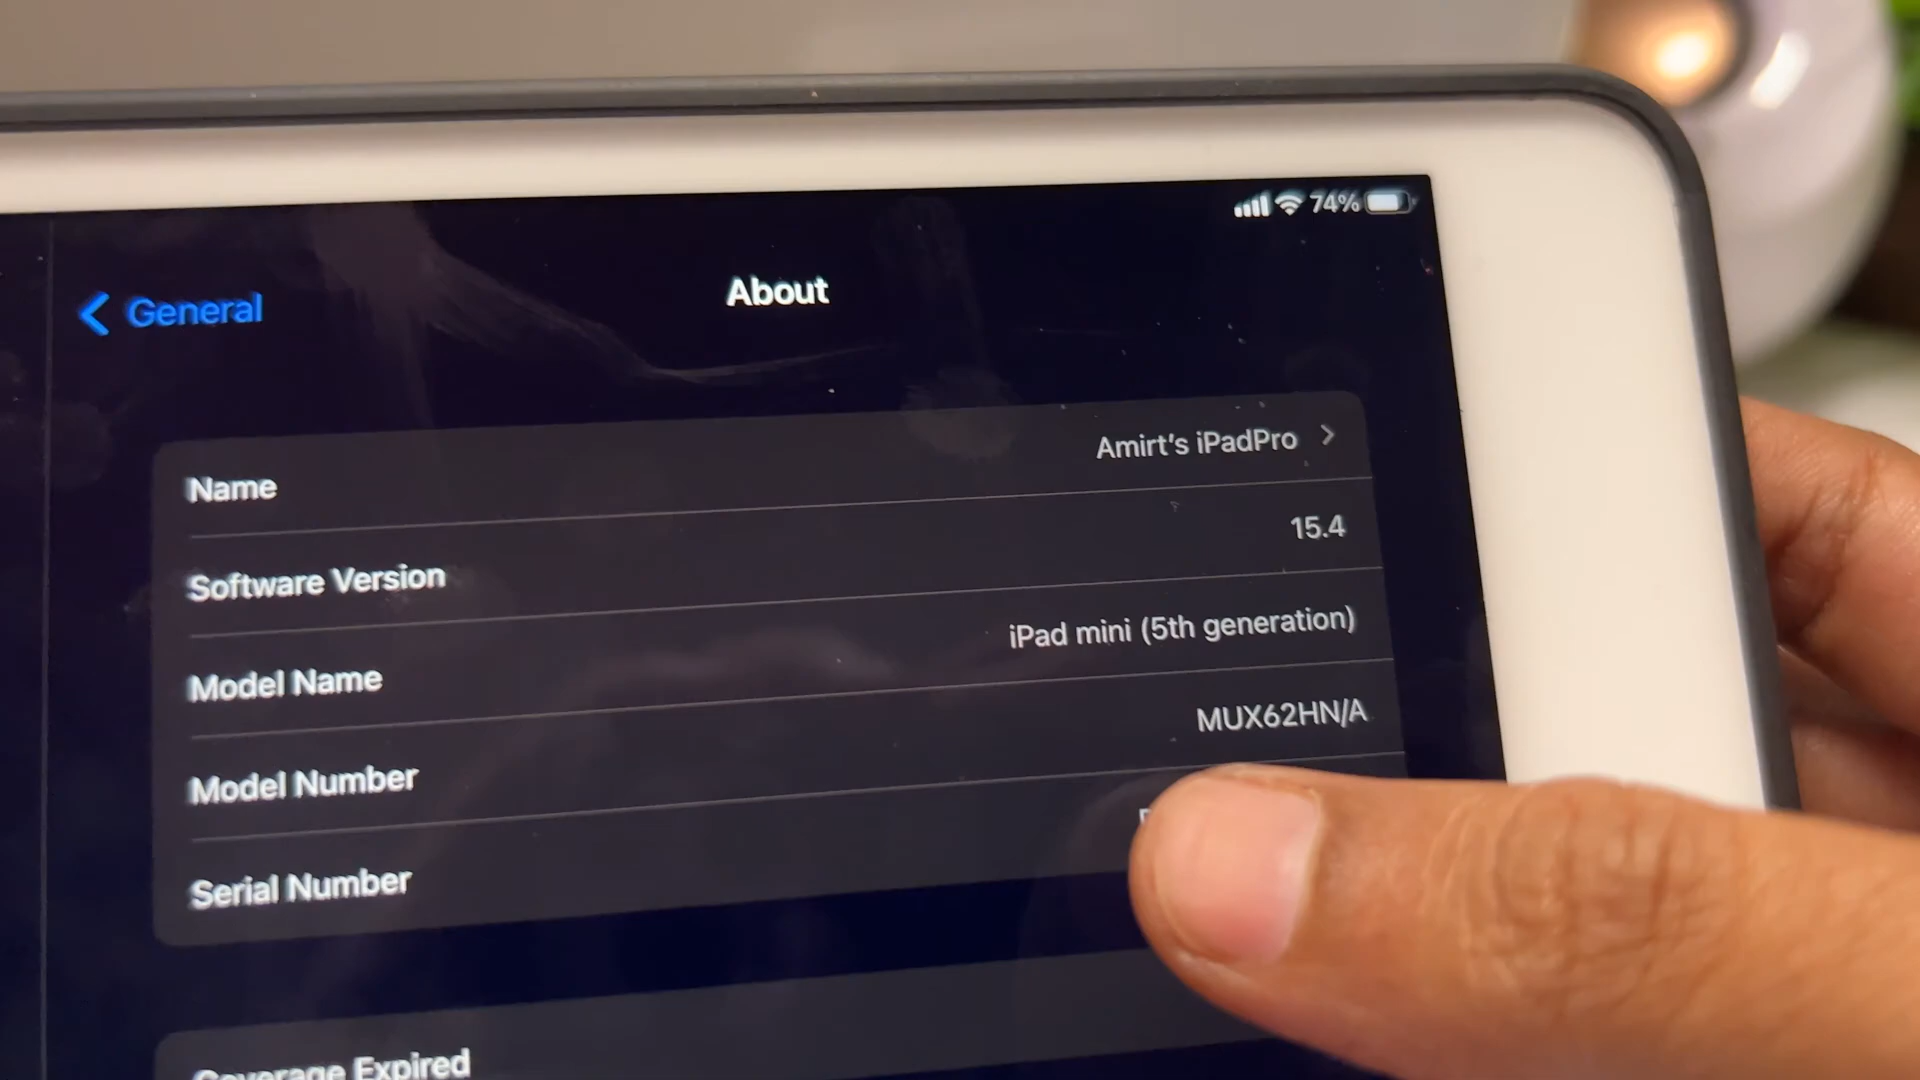 74%
General
About
Name
Amirt's iPadPro
Software Version
15.4
Model Name
iPad mini (5th generation)
Model Number
MUX62HN/A
Serial Number
Coverage Expired